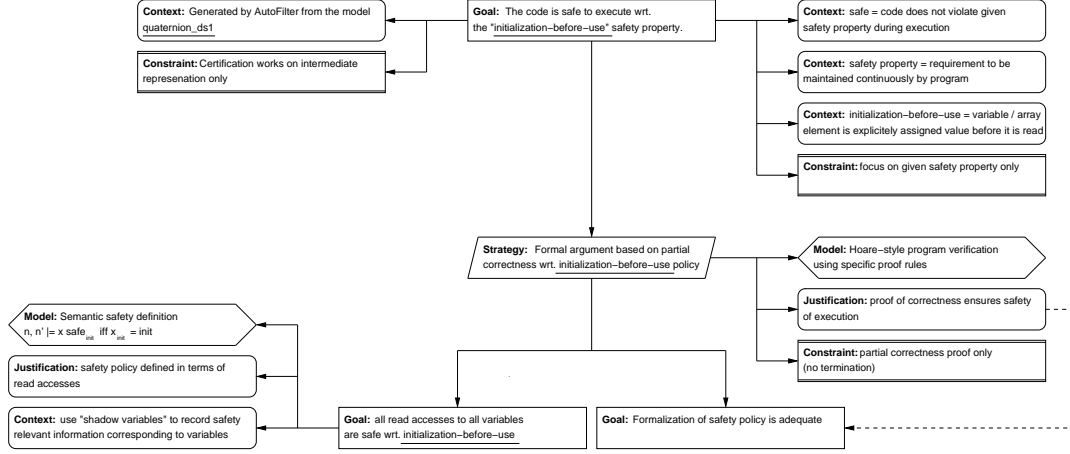 Context: Generated by AutoFilter from the model
quaternion_ds1
Constraint: Certification works on intermediate
represenation only
Goal: The code is safe to execute wrt.
the "initialization−before−use" safety property.
Context: safe = code does not violate given
safety property during execution
Context: safety property = requirement to be
maintained continuously by program
Context: initialization−before−use = variable / array
element is explicitely assigned value before it is read
Constraint: focus on given safety property only
Strategy: Formal argument based on partial
correctness wrt. initialization−before−use policy
Model: Hoare−style program verification
using specific proof rules
Justification: proof of correctness ensures safety
of execution
Constraint: partial correctness proof only
(no termination)
Model: Semantic safety definition
n, n' |= x safe init iff x init = init
Justification: safety policy defined in terms of
read accesses
Context: use "shadow variables" to record safety
relevant information corresponding to variables
Goal: all read accesses to all variables
are safe wrt. initialization−before−use
Goal: Formalization of safety policy is adequate